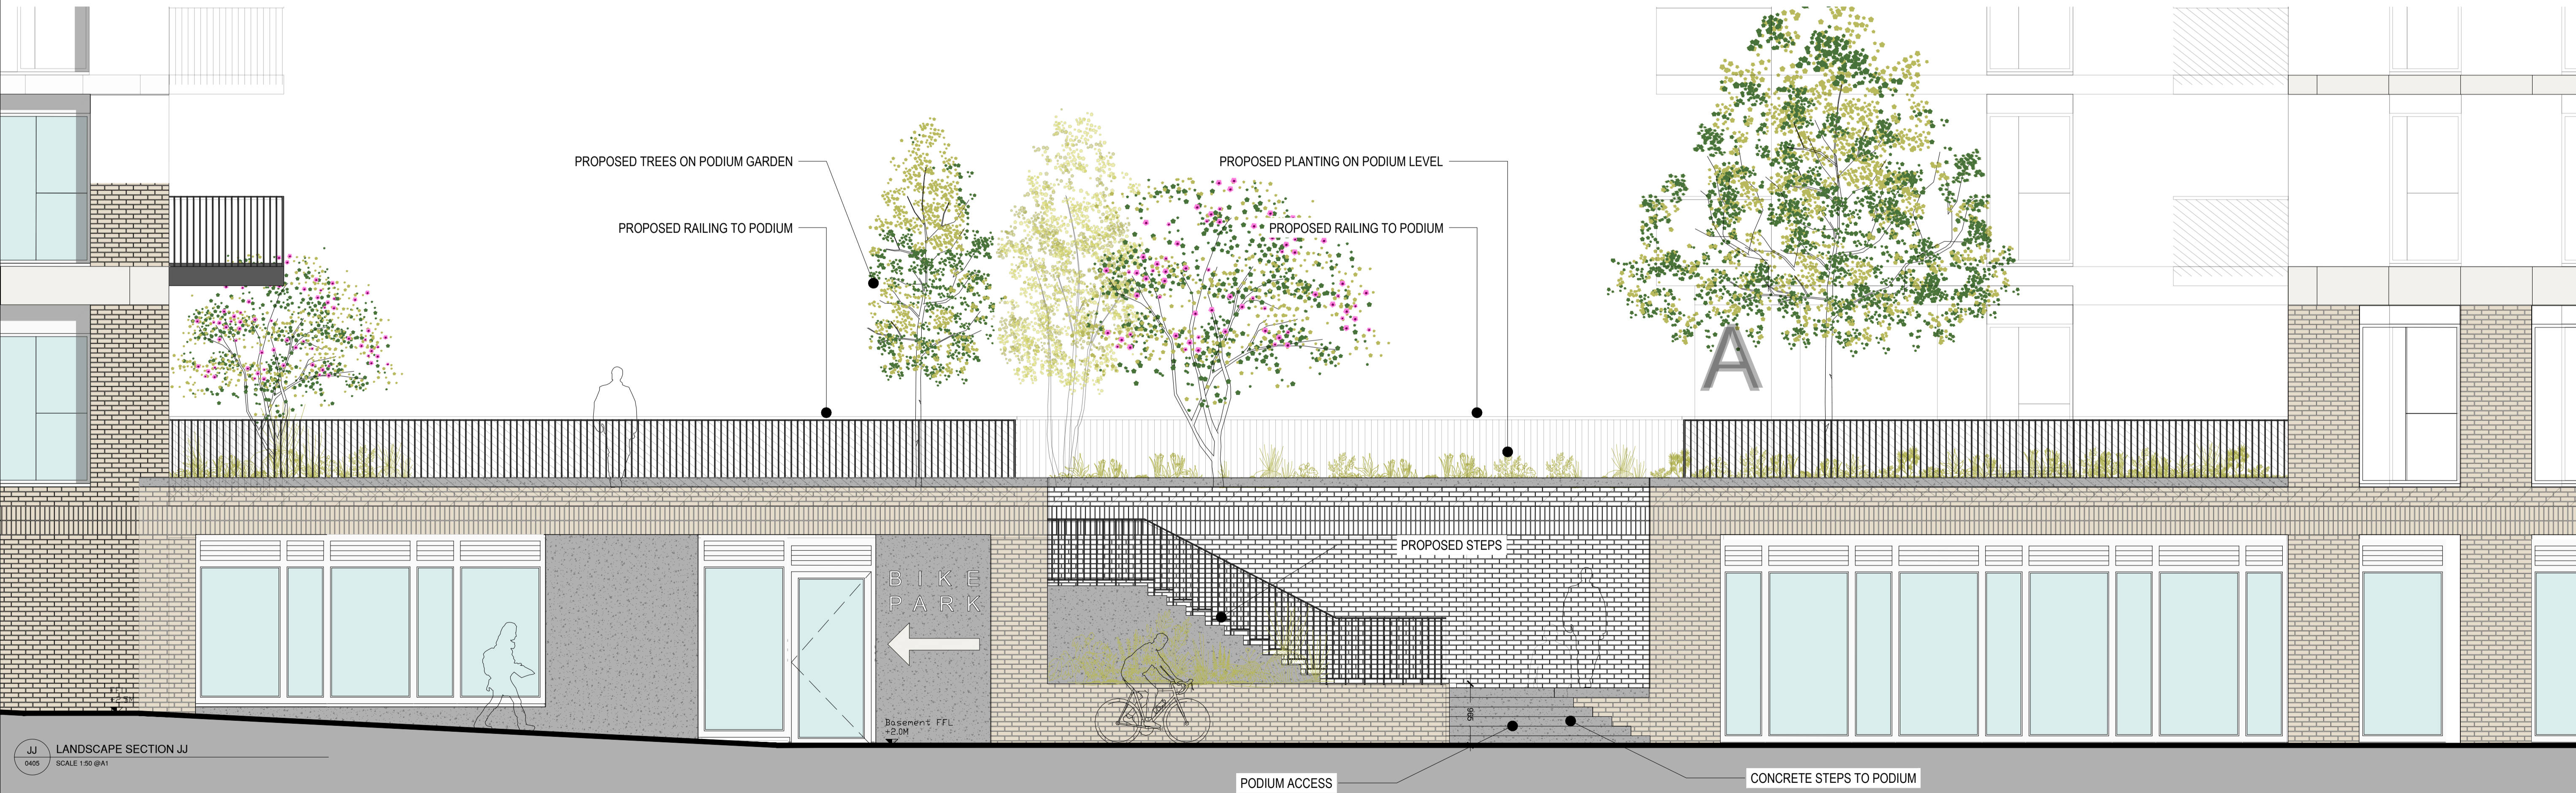 PROPOSED TREES ON PODIUM GARDEN
PROPOSED PLANTING ON PODIUM LEVEL
PROPOSED RAILING TO PODIUM
PROPOSED RAILING TO PODIUM
A
PROPOSED STEPS
BIKE
PARK
985
Basement FFL
+2.0M
JJ
0405
LANDSCAPE SECTION JJ
SCALE 1:50 @A1
PODIUM ACCESS
CONCRETE STEPS TO PODIUM